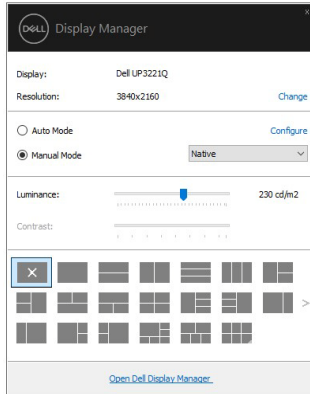 DELL Display Manager
Display: Dell UP3221Q
Resolution: 3840x2160 Change
Auto Mode Configure
Manual Mode Native
Luminance: 230 cd/m2
Contrast:
Open Dell Display Manager